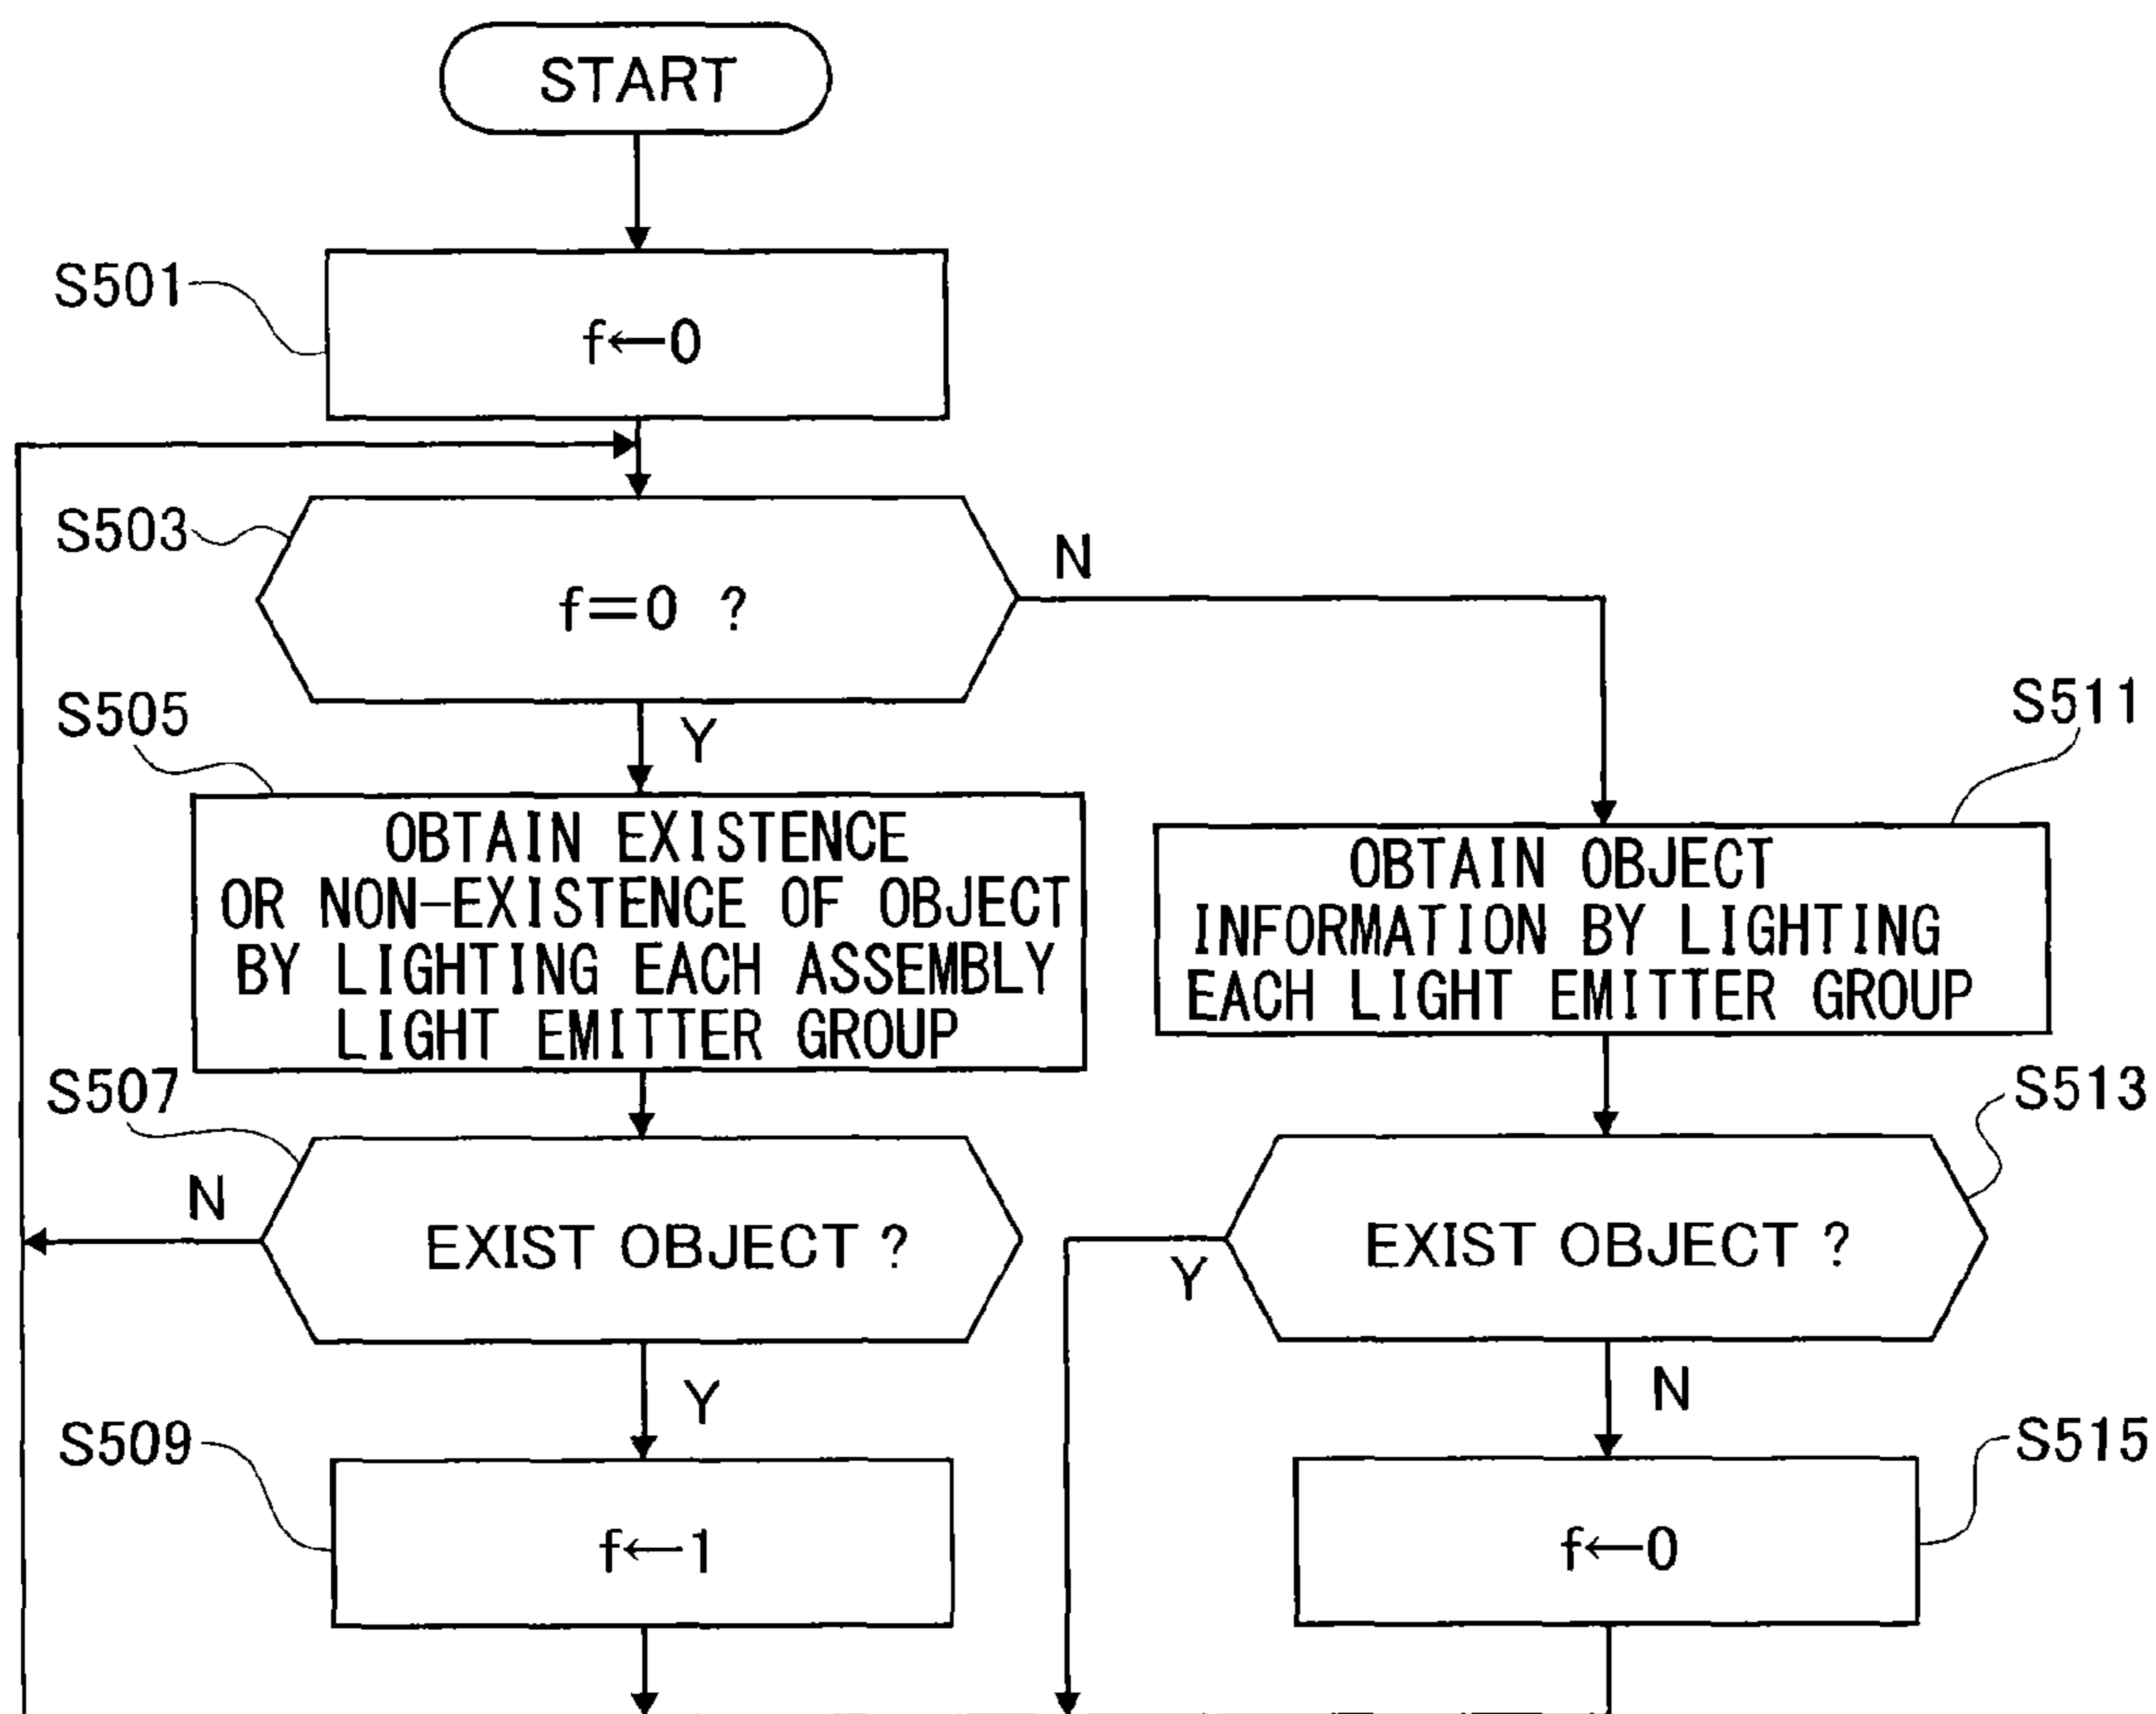 START
S501
f←0
S503
f=0 ?
N
S505
Y
S511
OBTAIN EXISTENCE
OR NON-EXISTENCE OF OBJECT
BY LIGHTING EACH ASSEMBLY
LIGHT EMITTER GROUP
OBTAIN OBJECT
INFORMATION BY LIGHTING
EACH LIGHT EMITTER GROUP
S507
N
EXIST OBJECT ?
S513
Y
EXIST OBJECT ?
Y
N
S509
f←1
S515
f←0